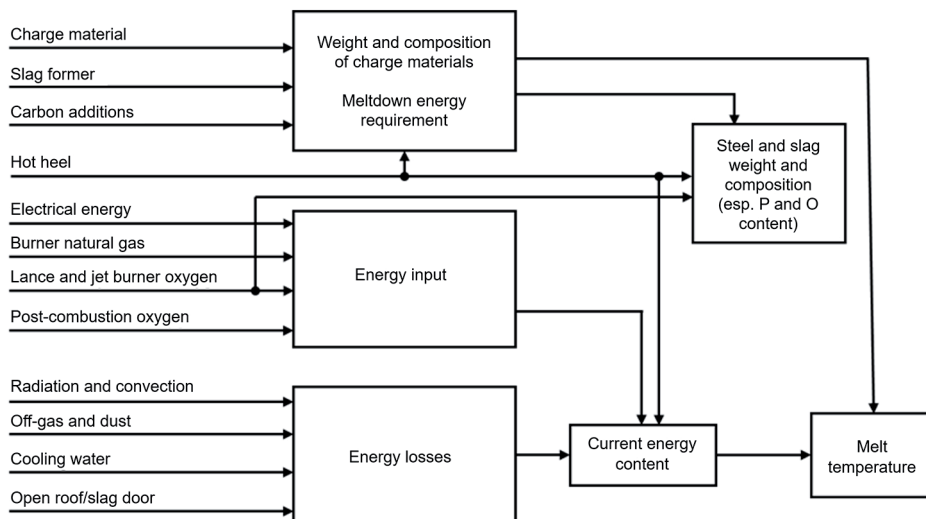 Charge material
Slag former
Carbon additions
Hot heel
Electrical energy
Burner natural gas
Lance and jet burner oxygen
Post-combustion oxygen
Radiation and convection
Off-gas and dust
Cooling water
Open roof/slag door
Weight and composition
of charge materials
Meltdown energy
requirement
Energy input
Energy losses
Steel and slag
weight and
composition
(esp. P and O
content)
Current energy
content
Melt
temperature